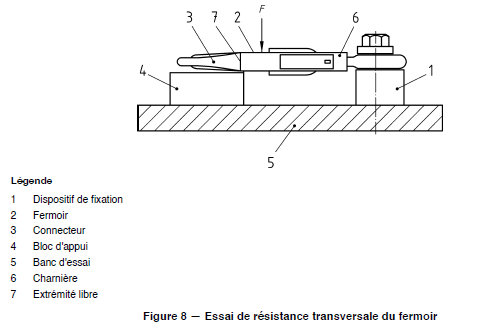 3 7 2 F 6
4 1
5
Légende
1 Dispositif de fixation
2 Fermoir
3 Connecteur
4 Bloc d'appui
5 Banc d'essai
6 Charnière
7 Extrémité libre
Figure 8 — Essai de résistance transversale du fermoir